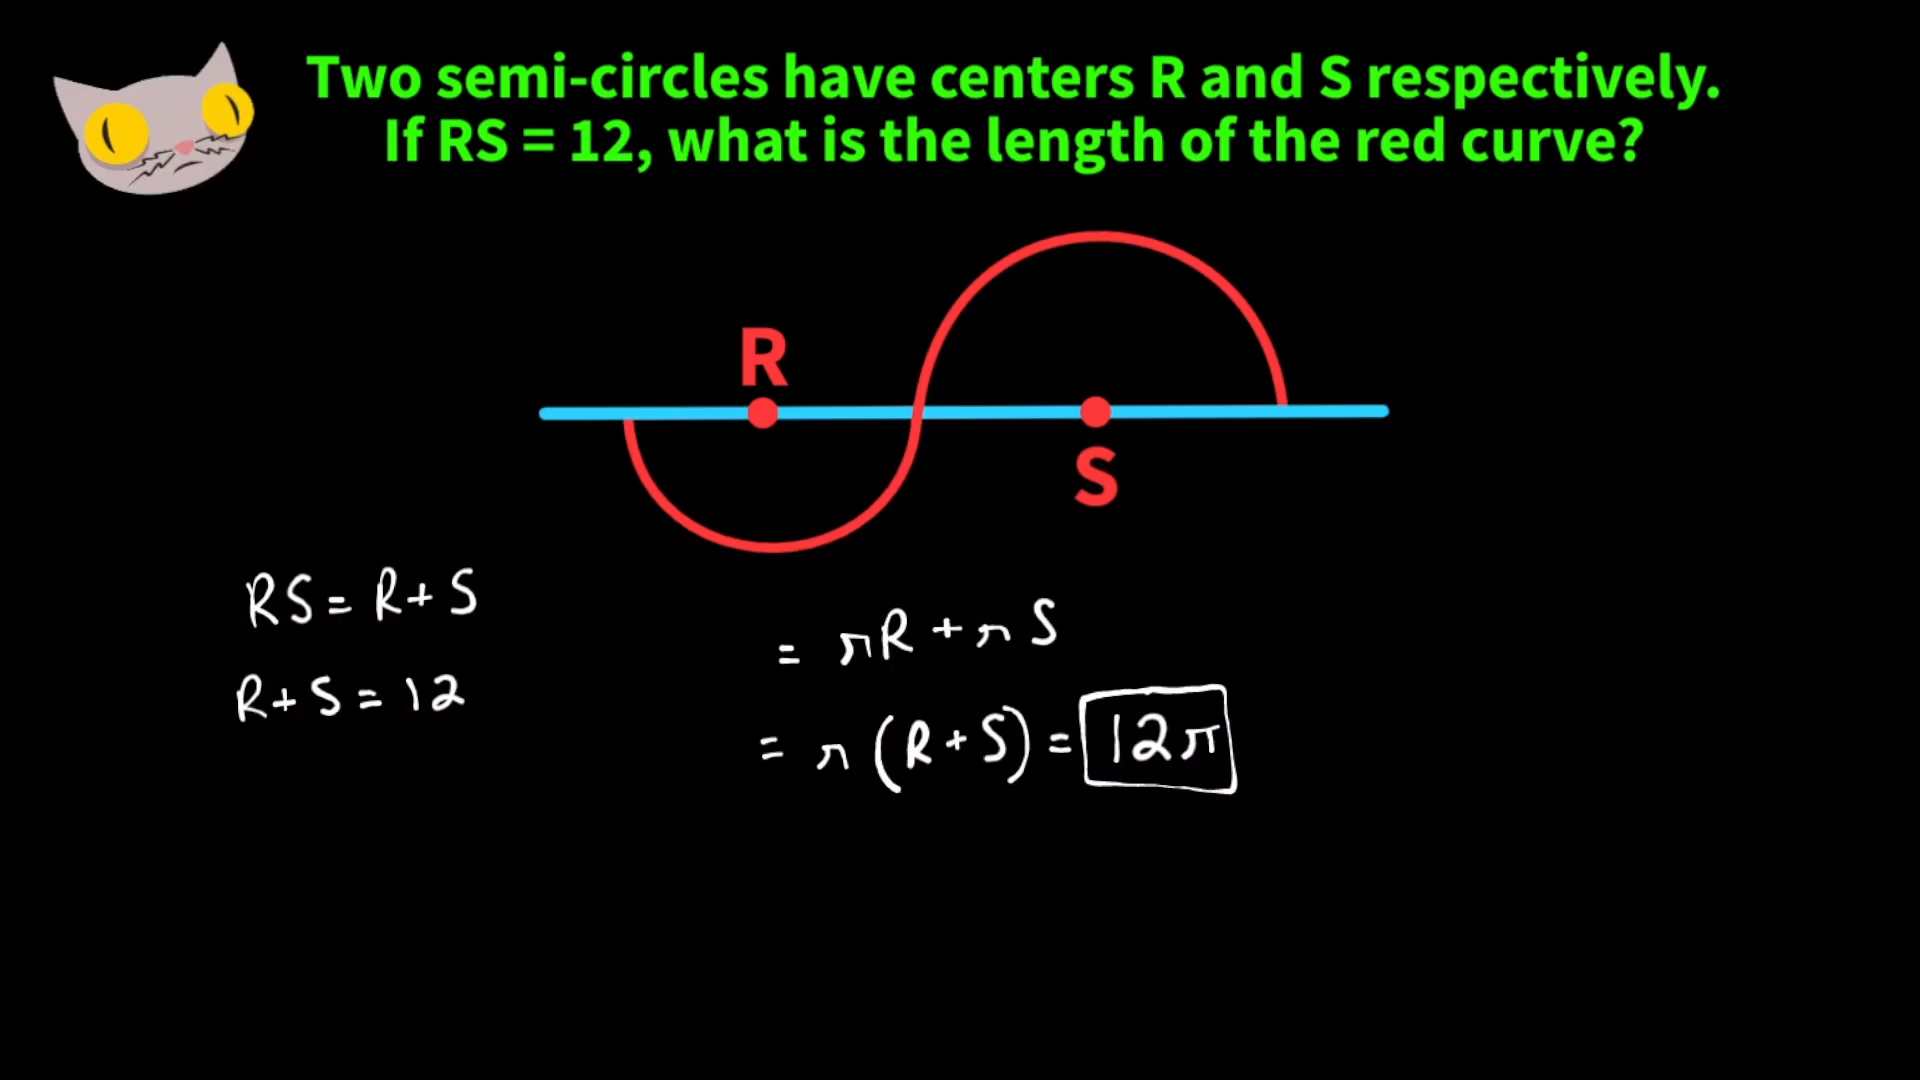 Two semi-circles have centers R and S respectively.
If RS = 12, what is the length of the red curve?
R
S
RS = R + S
R + S = 12
= πR + π S
= π (R + S) = 12π